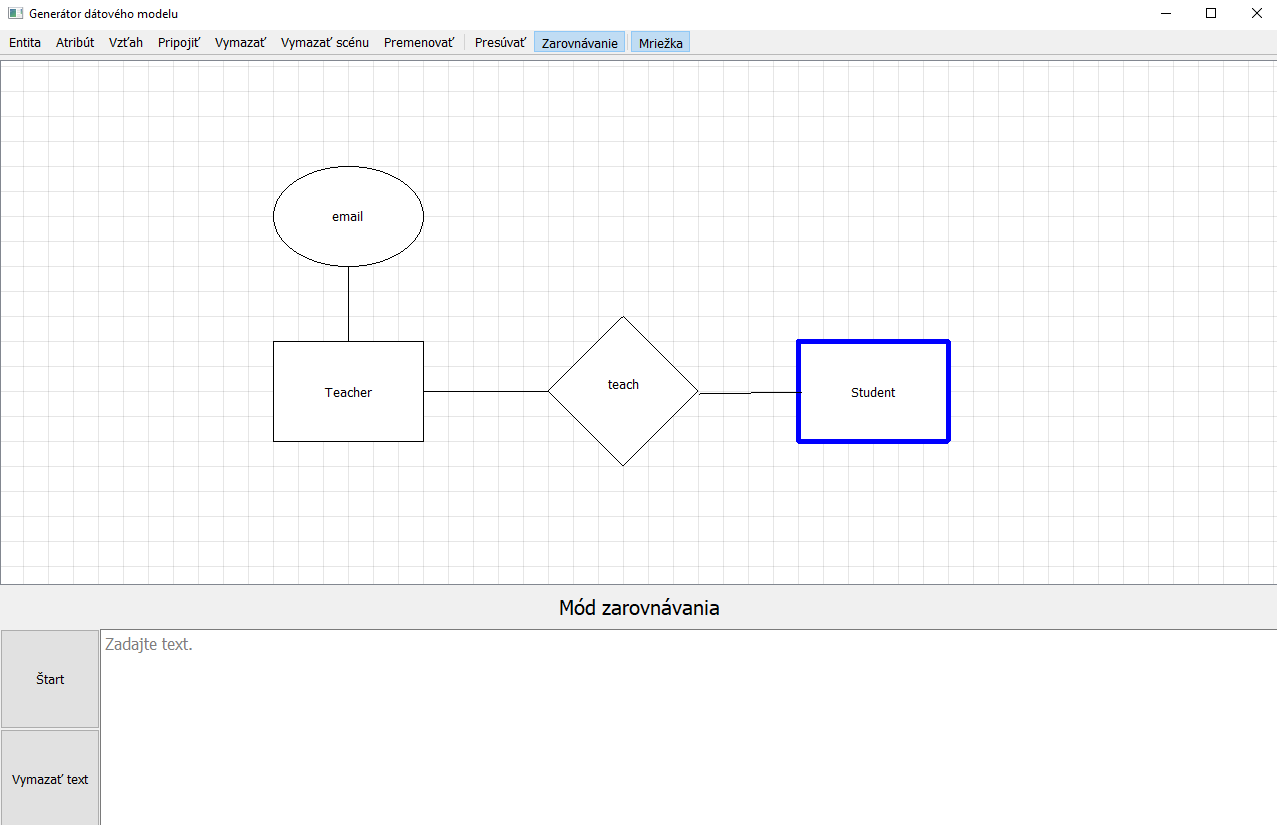 Generátor dátového modelu
Entita Atribút Vzťah Pripojiť Vymazať Vymazať scénu Premenovať Presúvať Zarovnávanie Mriežka
email
Teacher teach Student
Mód zarovnávania
Zadajte text.
Štart
Vymazať text